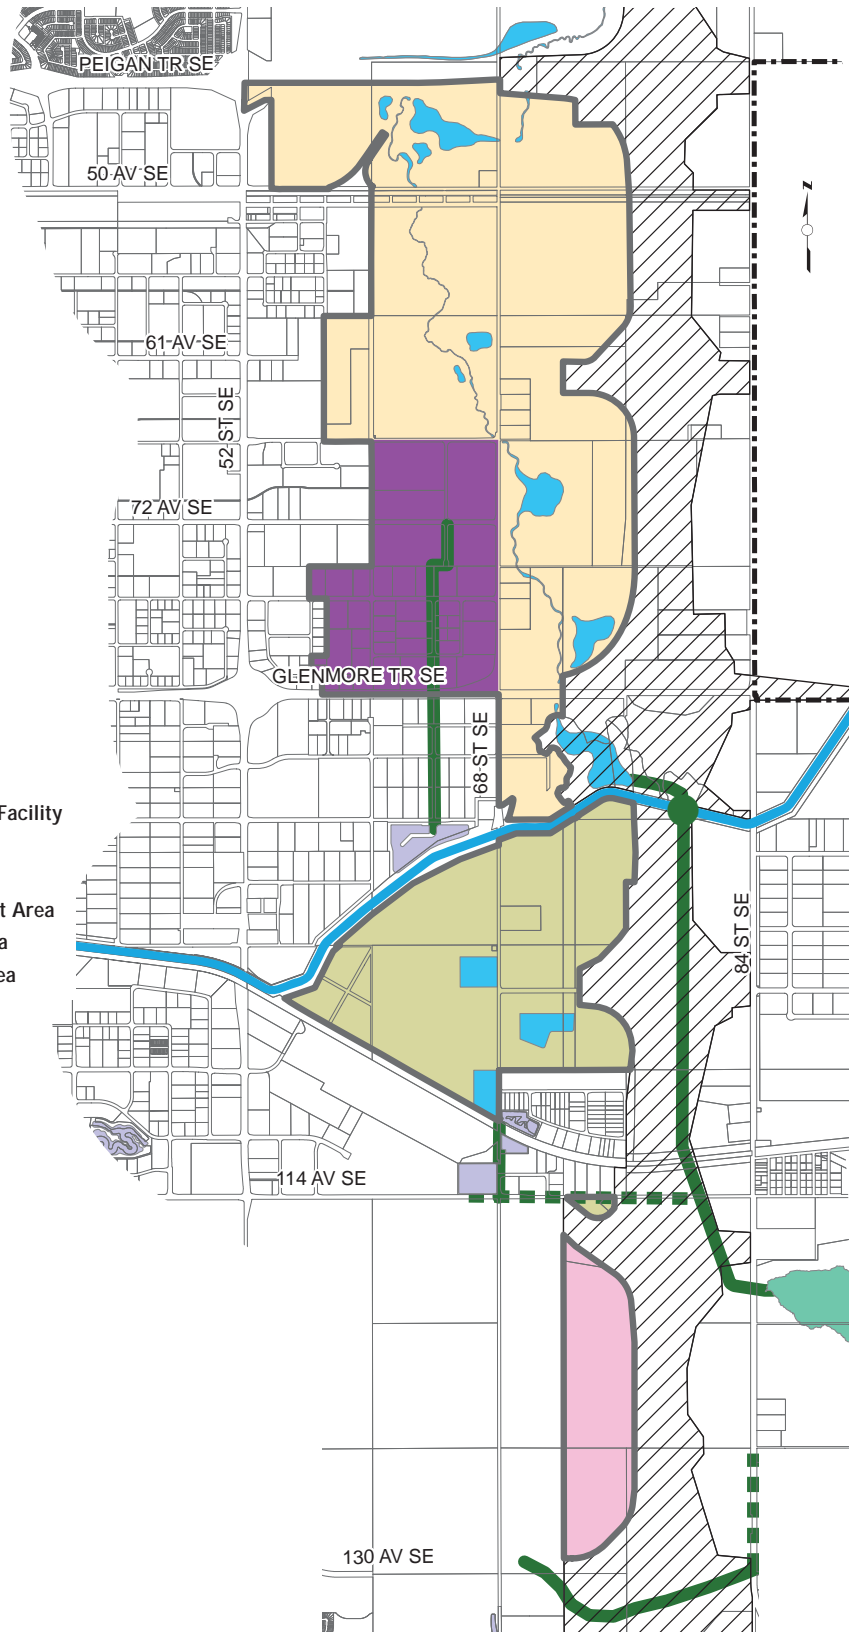 PEIGAN TR SE
50 AV SE
N
61 AV SE
52 ST SE
72 AV SE
GLENMORE TR SE
68 ST SE
Facility
t Area
a
ea
84 ST SE
114 AV SE
130 AV SE